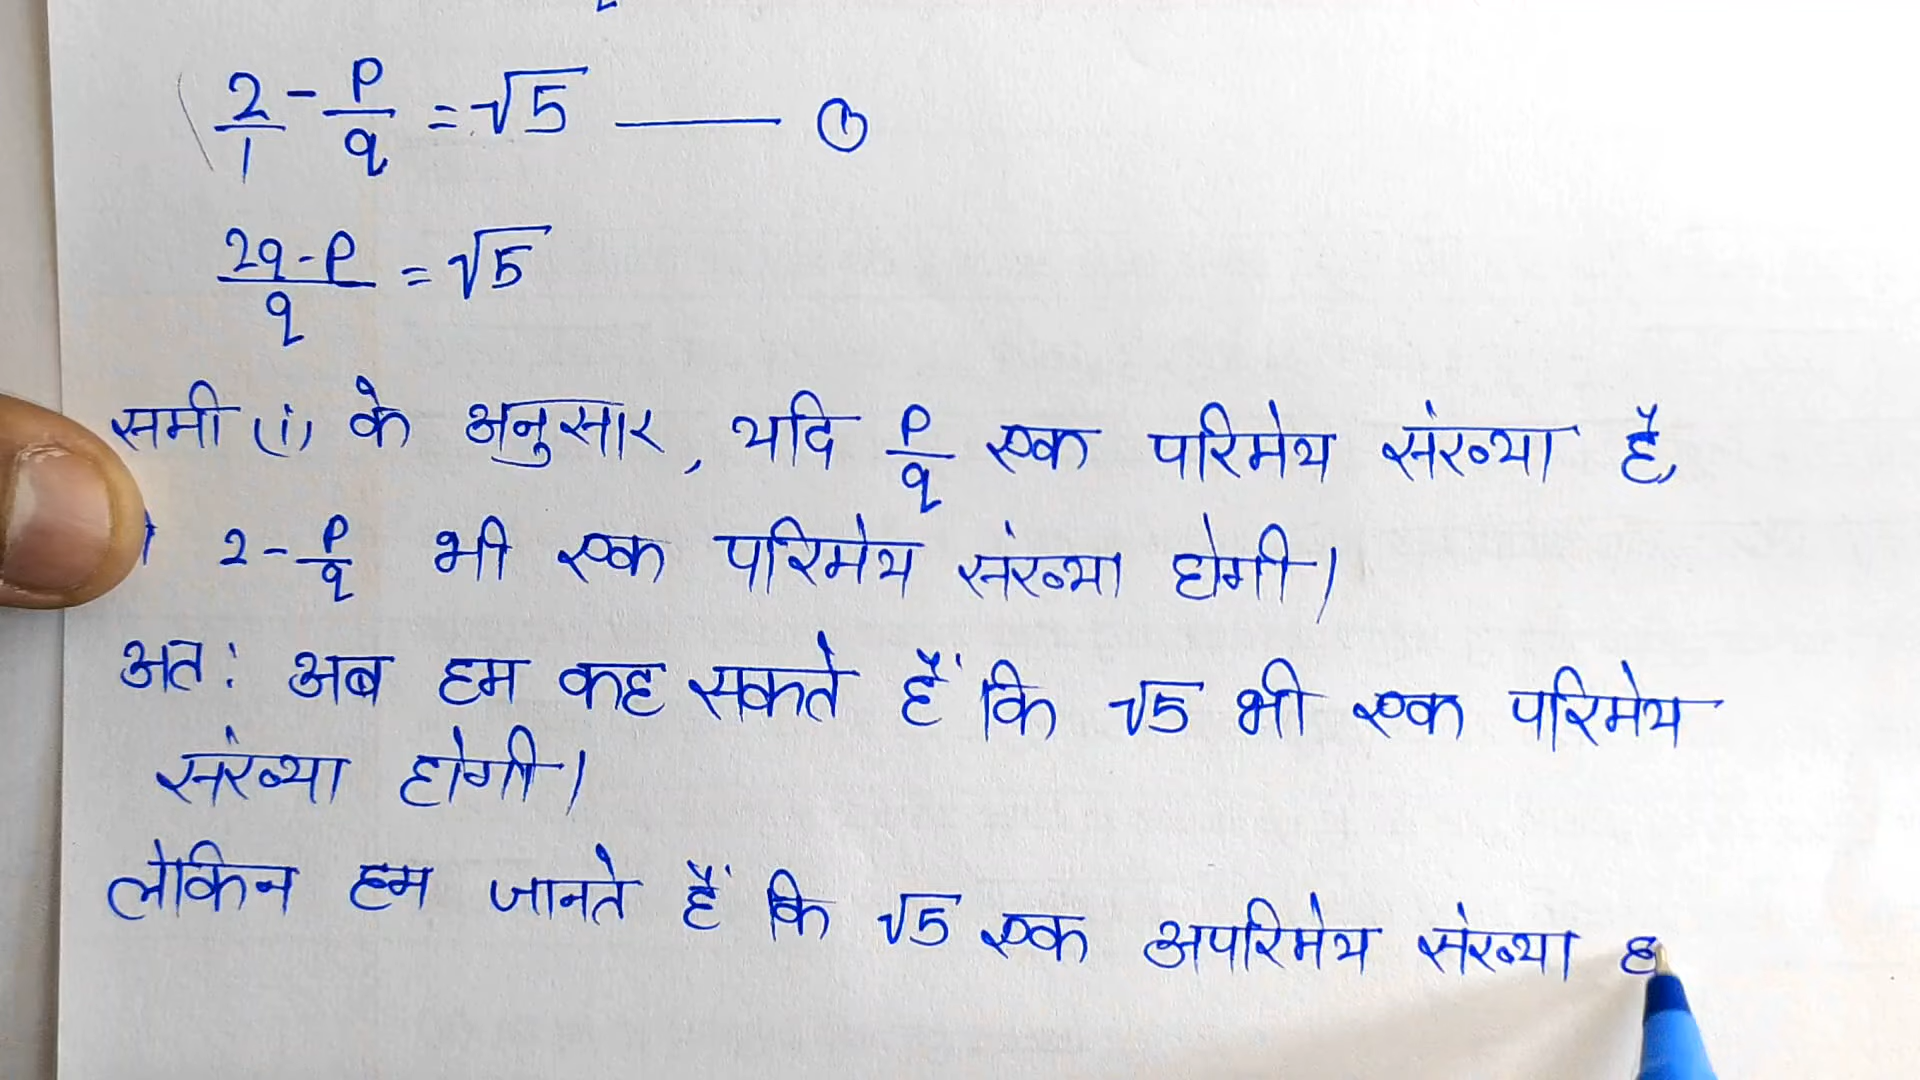 2/1 - p/q = √5 —— (1)
2q-p/q = √5
समी (i) के अनुसार, यदि p/q एक परिमेय संख्या है,
2 - p/q भी एक परिमेय संख्या होगी।
अत: अब हम कह सकते हैं कि √5 भी एक परिमेय
संख्या होगी।
लेकिन हम जानते हैं कि √5 एक अपरिमेय संख्या